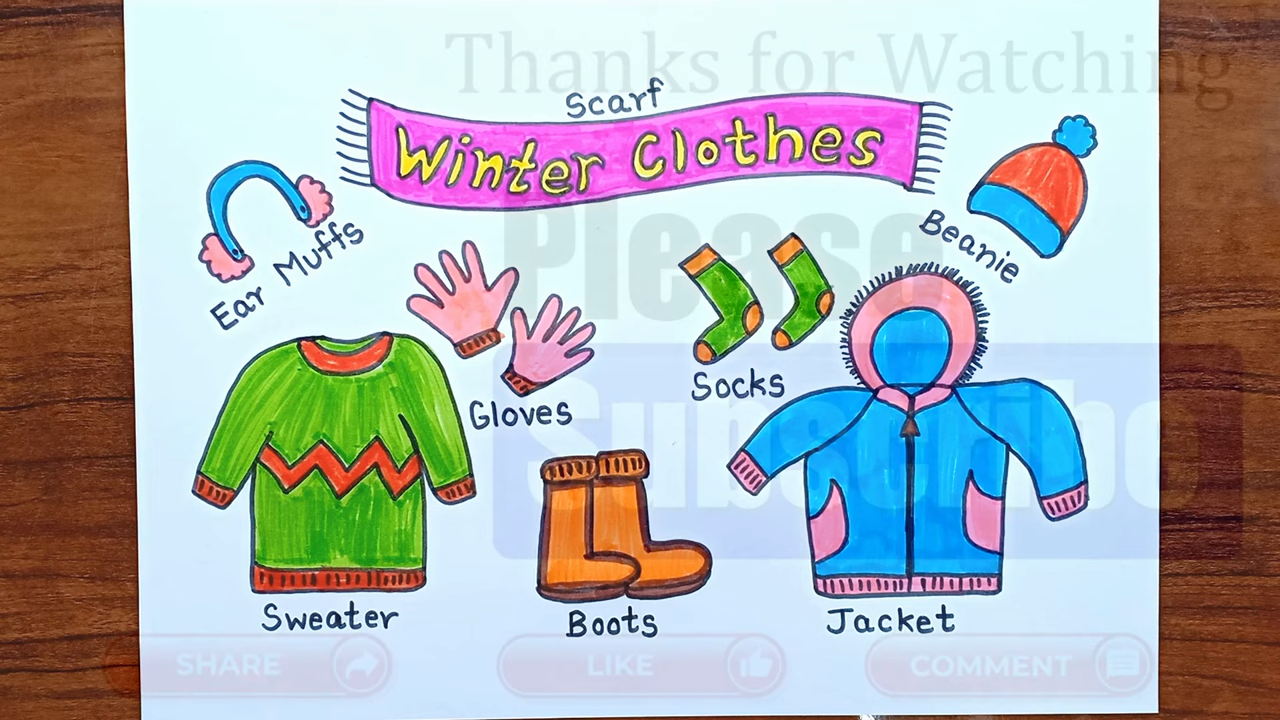 Thanks for Watching
Scarf
Winter Clothes
Beanie
Ear Muffs
Please
Socks
Gloves
Subscribe
Sweater
Boots
Jacket
SHARE
LIKE
COMMENT